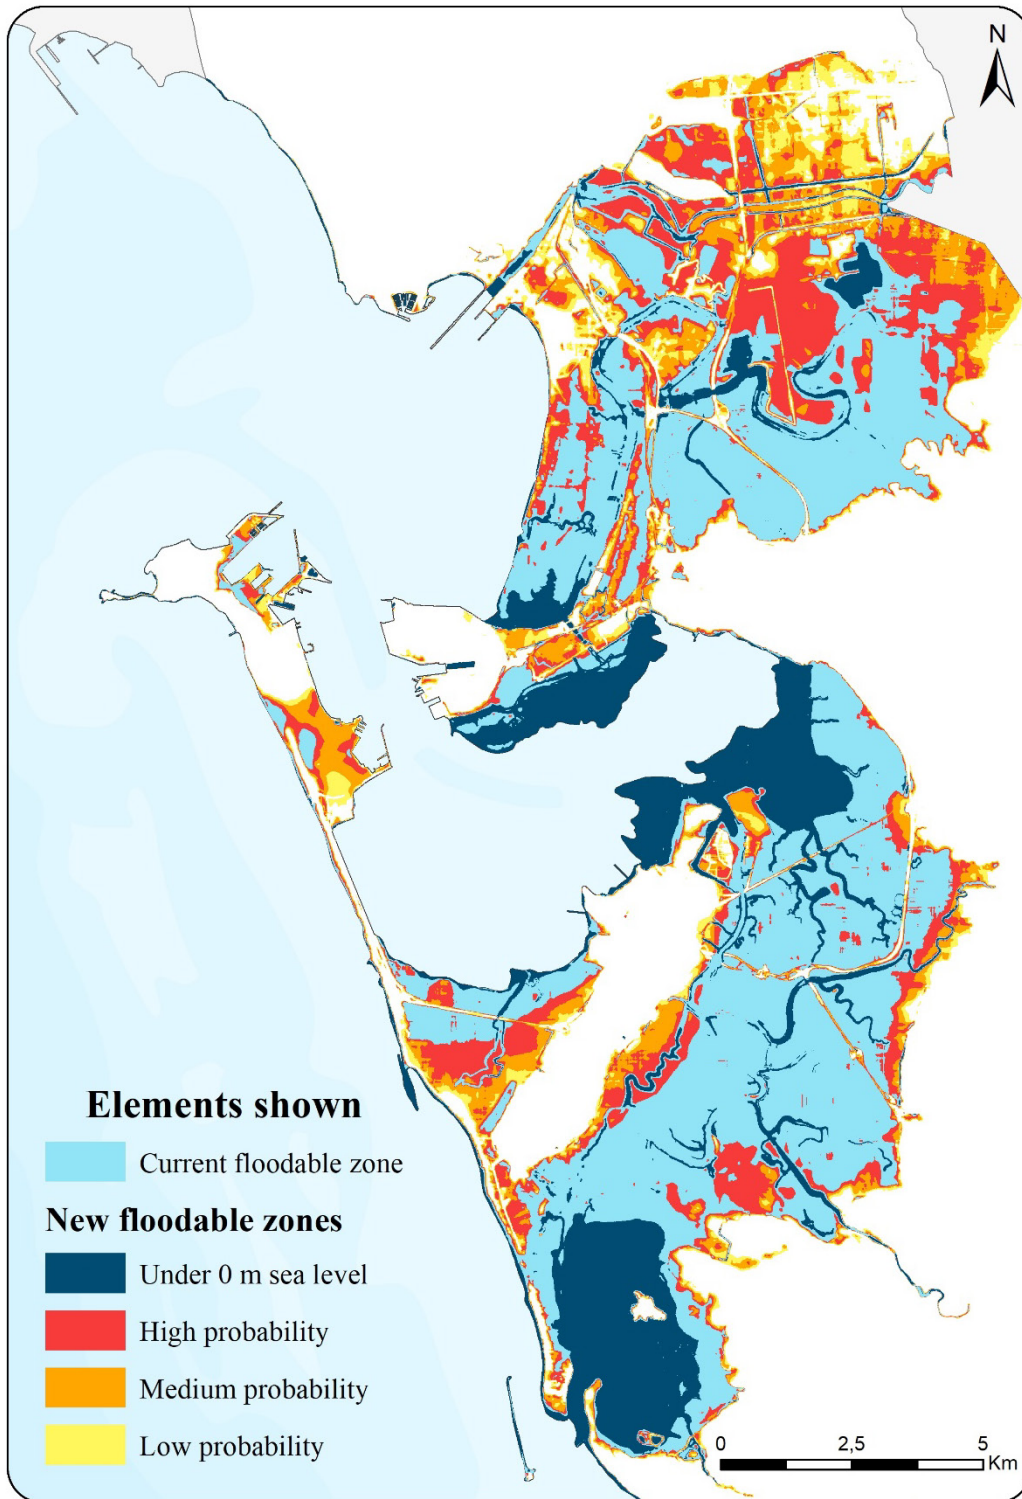 N
Elements shown
Current floodable zone
New floodable zones
Under 0 m sea level
High probability
Medium probability
Low probability
0 2,5 5
Km